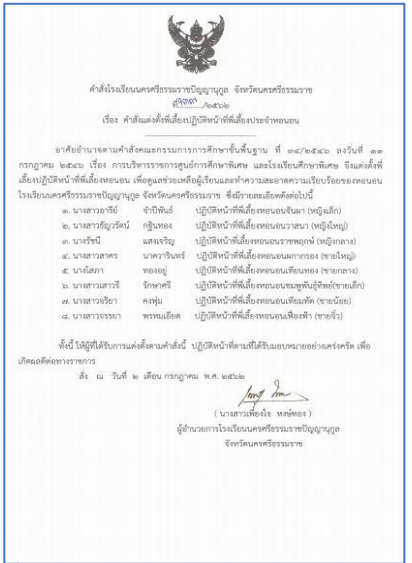 คำสั่งโรงเรียนนครศรีธรรมราชปัญญานุกูล จังหวัดนครศรีธรรมราช
ที่ /๒๕๖๒
เรื่อง คำสั่งแต่งตั้งพี่เลี้ยงปฏิบัติหน้าที่พี่เลี้ยงประจำหอนอน
อาศัยอำนาจตามคำสั่งคณะกรรมการการศึกษาขั้นพื้นฐาน ที่ ๓๔/๒๕๔๖ ลงวันที่ ๑๑
กรกฎาคม ๒๕๔๖ เรื่อง การบริหารราชการศูนย์การศึกษาพิเศษ และโรงเรียนศึกษาพิเศษ จึงแต่งตั้งพี่
เลี้ยงปฏิบัติหน้าที่พี่เลี้ยงหอนอน เพื่อดูแลช่วยเหลือผู้เรียนและทำความสะอาดความเรียบร้อยของหอนอน
โรงเรียนนครศรีธรรมราชปัญญานุกูล จังหวัดนครศรีธรรมราช ซึ่งมีรายละเอียดดังต่อไปนี้
๑. นางสาวอารีย์ จำปีพันธ์ ปฏิบัติหน้าที่พี่เลี้ยงหอนอนจันผา (หญิงเล็ก)
๒. นางสาวธัญวรัตน์ กฐินทอง ปฏิบัติหน้าที่พี่เลี้ยงหอนอนวาสนา (หญิงใหญ่)
๓. นางรัชนี แสงเจริญ ปฏิบัติหน้าที่พี่เลี้ยงหอนอนราชพฤกษ์ (หญิงกลาง)
๔. นางสาวสาคร นาควารินทร์ ปฏิบัติหน้าที่พี่เลี้ยงหอนอนผกากรอง (ชายใหญ่)
๕. นางโสภา ทองอยู่ ปฏิบัติหน้าที่พี่เลี้ยงหอนอนเทียนทอง (ชายกลาง)
๖. นางสาวเสาวรี รักษาศรี ปฏิบัติหน้าที่พี่เลี้ยงหอนอนชมพูพันธุ์ทิพย์(ชายเล็ก)
๗. นางสาวจริยา คงพุ่ม ปฏิบัติหน้าที่พี่เลี้ยงหอนอนเทียมทัด (ชายน้อย)
๘. นางสาวจรรยา พรหมเอียด ปฏิบัติหน้าที่พี่เลี้ยงหอนอนเฟื่องฟ้า (ชายจิ๋ว)
ทั้งนี้ ให้ผู้ที่ได้รับการแต่งตั้งตามคำสั่งนี้ ปฏิบัติหน้าที่ตามที่ได้รับมอบหมายอย่างเคร่งครัด เพื่อ
เกิดผลดีต่อทางราชการ
สั่ง ณ วันที่ ๒ เดือน กรกฎาคม พ.ศ. ๒๕๖๒
( นางสาวเพียงใจ หงษ์ทอง )
ผู้อำนวยการโรงเรียนนครศรีธรรมราชปัญญานุกูล
จังหวัดนครศรีธรรมราช